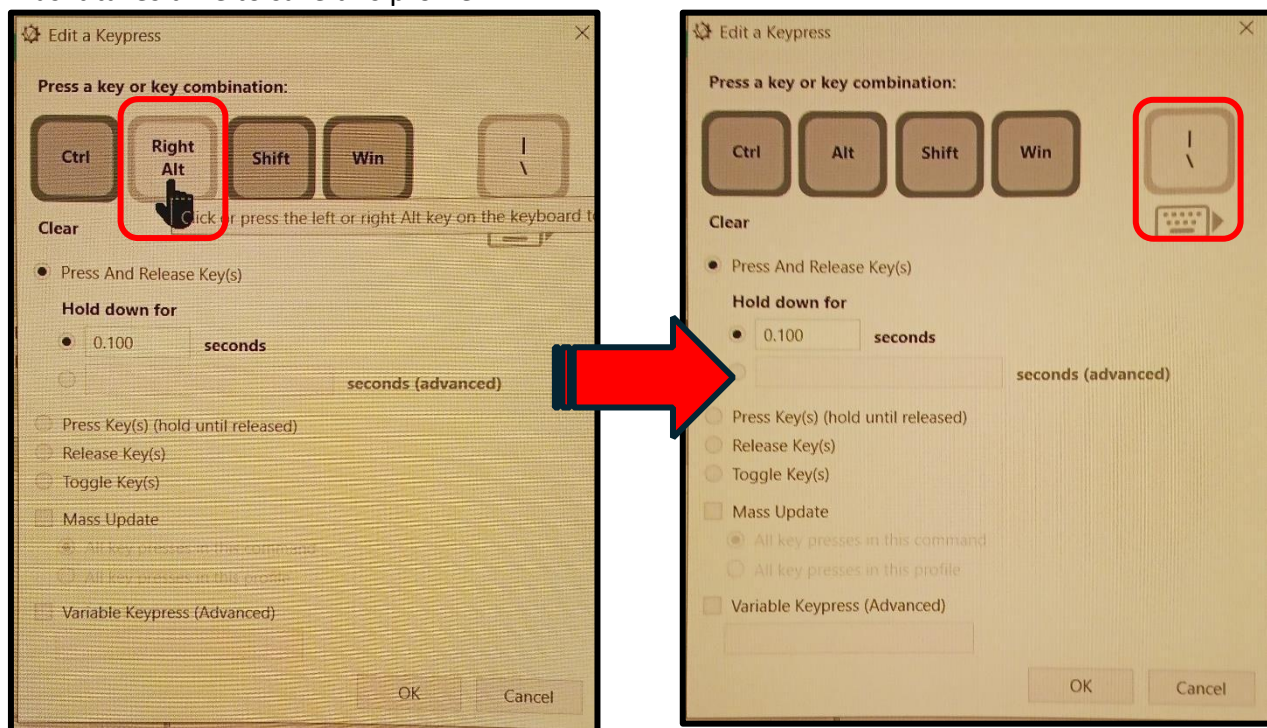 Edit a Keypress
Press a key or key combination:
Ctrl
Right
Alt
Shift
Win
|
\
Click or press the left or right Alt key on the keyboard to
Clear
Press And Release Key(s)
Hold down for
0.100 seconds
seconds (advanced)
Press Key(s) (hold until released)
Release Key(s)
Toggle Key(s)
Mass Update
All key presses in this command
All key presses in this profile
Variable Keypress (Advanced)
OK Cancel
Edit a Keypress
Press a key or key combination:
Ctrl Alt Shift Win
|
\
Clear
Press And Release Key(s)
Hold down for
0.100 seconds
seconds (advanced)
Press Key(s) (hold until released)
Release Key(s)
Toggle Key(s)
Mass Update
All key presses in this command
All key presses in this profile
Variable Keypress (Advanced)
OK Cancel